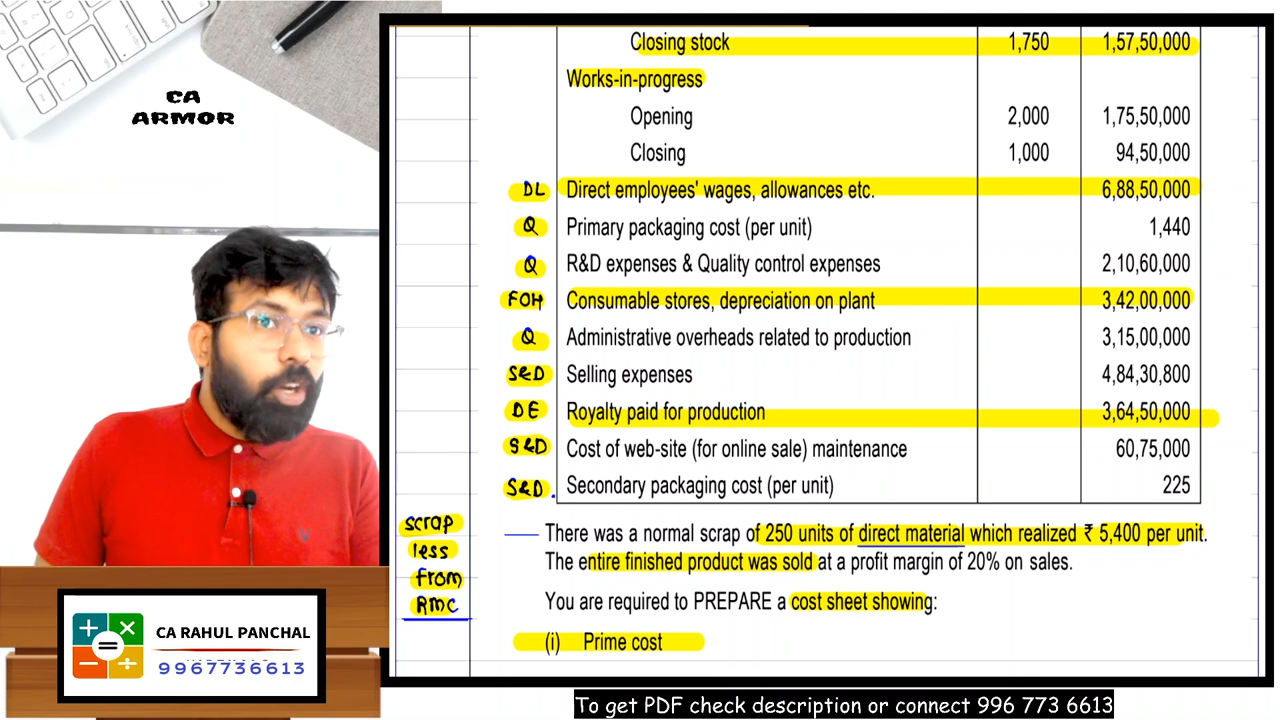 CA
ARMOR
Closing stock 1,750 1,57,50,000
Works-in-progress
Opening 2,000 1,75,50,000
Closing 1,000 94,50,000
DL Direct employees' wages, allowances etc. 6,88,50,000
Q Primary packaging cost (per unit) 1,440
Q R&D expenses & Quality control expenses 2,10,60,000
FOH Consumable stores, depreciation on plant 3,42,00,000
Q Administrative overheads related to production 3,15,00,000
S&D Selling expenses 4,84,30,800
DE Royalty paid for production 3,64,50,000
S&D Cost of web-site (for online sale) maintenance 60,75,000
S&D. Secondary packaging cost (per unit) 225
scrap
less
from
RMC
There was a normal scrap of 250 units of direct material which realized ₹ 5,400 per unit.
The entire finished product was sold at a profit margin of 20% on sales.
You are required to PREPARE a cost sheet showing:
(i) Prime cost
CA RAHUL PANCHAL
9967736613
To get PDF check description or connect 996 773 6613